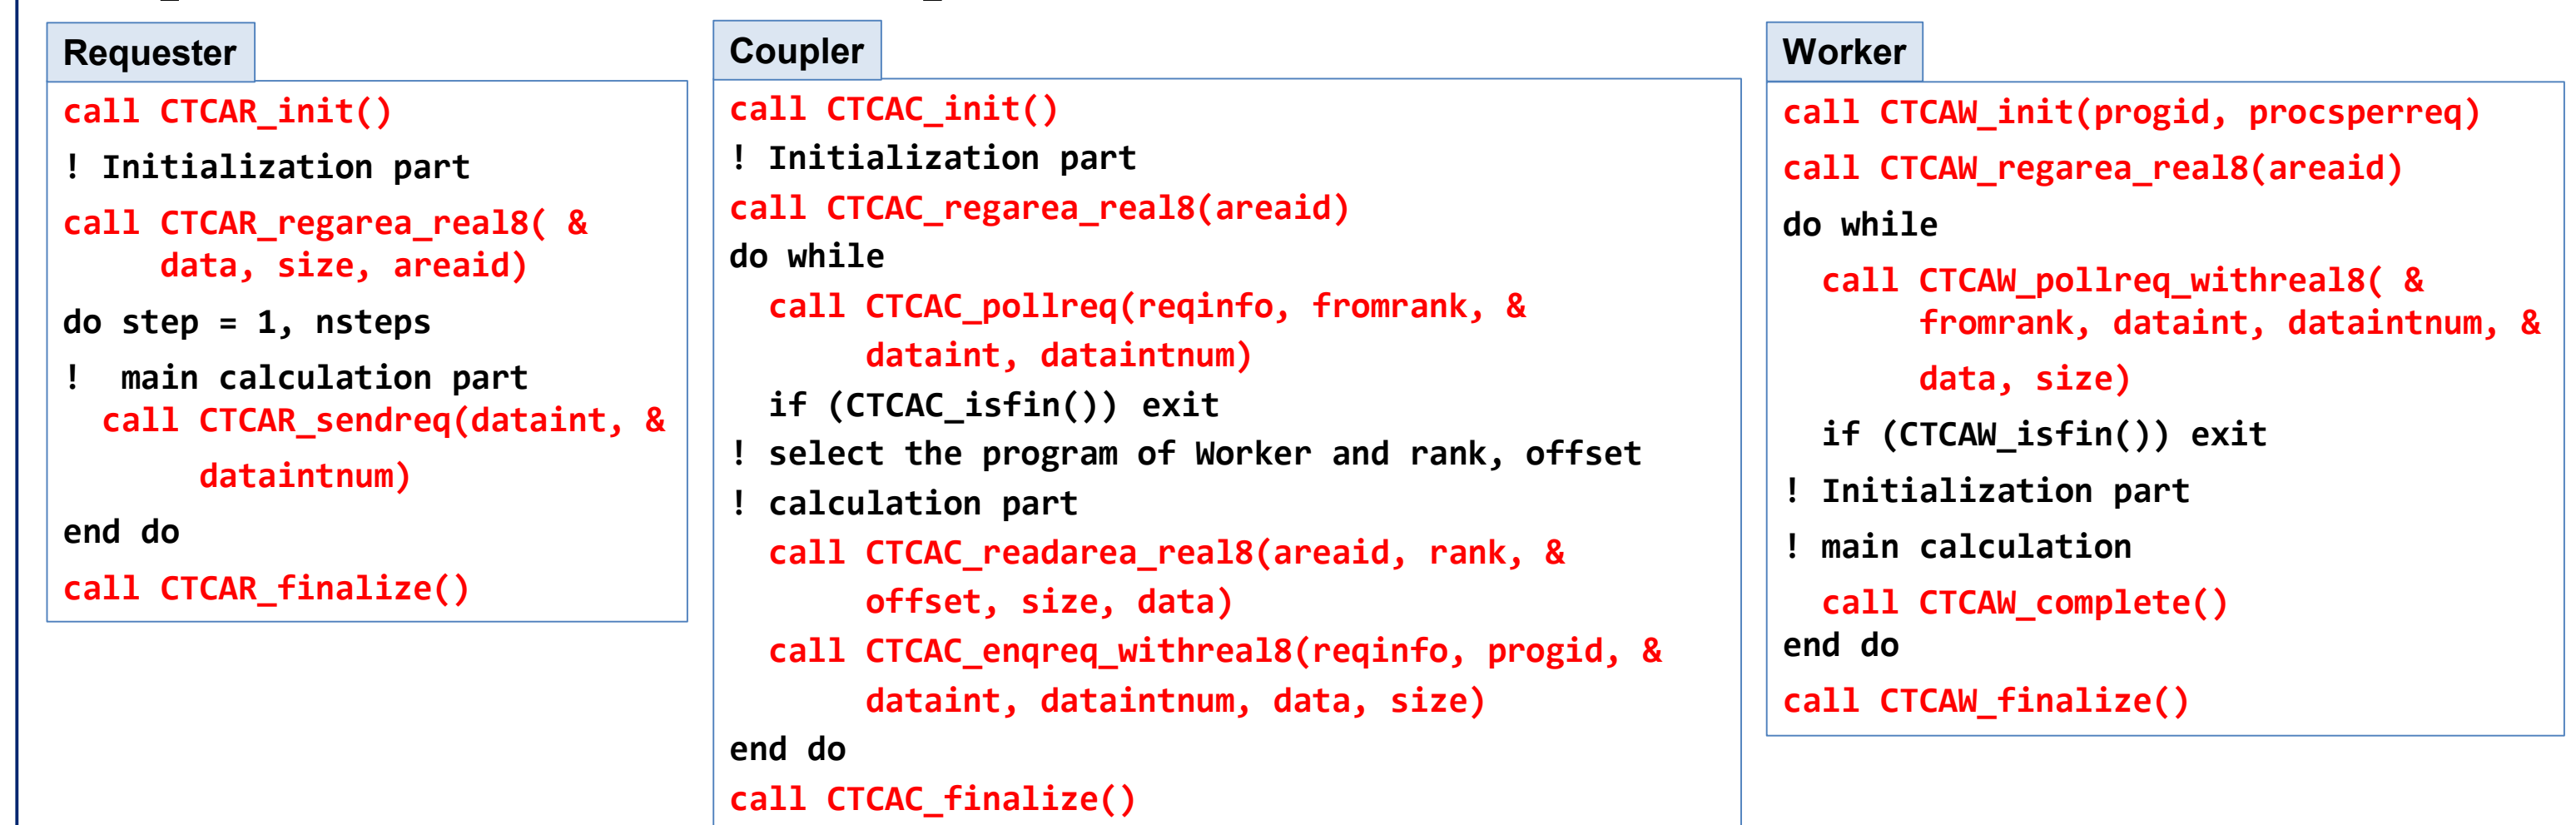 Requester
call CTCAR_init()
! Initialization part
call CTCAR_regarea_real8( &
data, size, areaid)
do step = 1, nsteps
!  main calculation part
call CTCAR_sendreq(dataint, &
dataintnum)
end do
call CTCAR_finalize()
Coupler
call CTCAC_init()
! Initialization part
call CTCAC_regarea_real8(areaid)
do while
call CTCAC_pollreq(reqinfo, fromrank, &
dataint, dataintnum)
if (CTCAC_isfin()) exit
! select the program of Worker and rank, offset
! calculation part
call CTCAC_readarea_real8(areaid, rank, &
offset, size, data)
call CTCAC_enqreq_withreal8(reqinfo, progid, &
dataint, dataintnum, data, size)
end do
call CTCAC_finalize()
Worker
call CTCAW_init(progid, procsperreq)
call CTCAW_regarea_real8(areaid)
do while
call CTCAW_pollreq_withreal8( &
fromrank, dataint, dataintnum, &
data, size)
if (CTCAW_isfin()) exit
! Initialization part
! main calculation
call CTCAW_complete()
end do
call CTCAW_finalize()